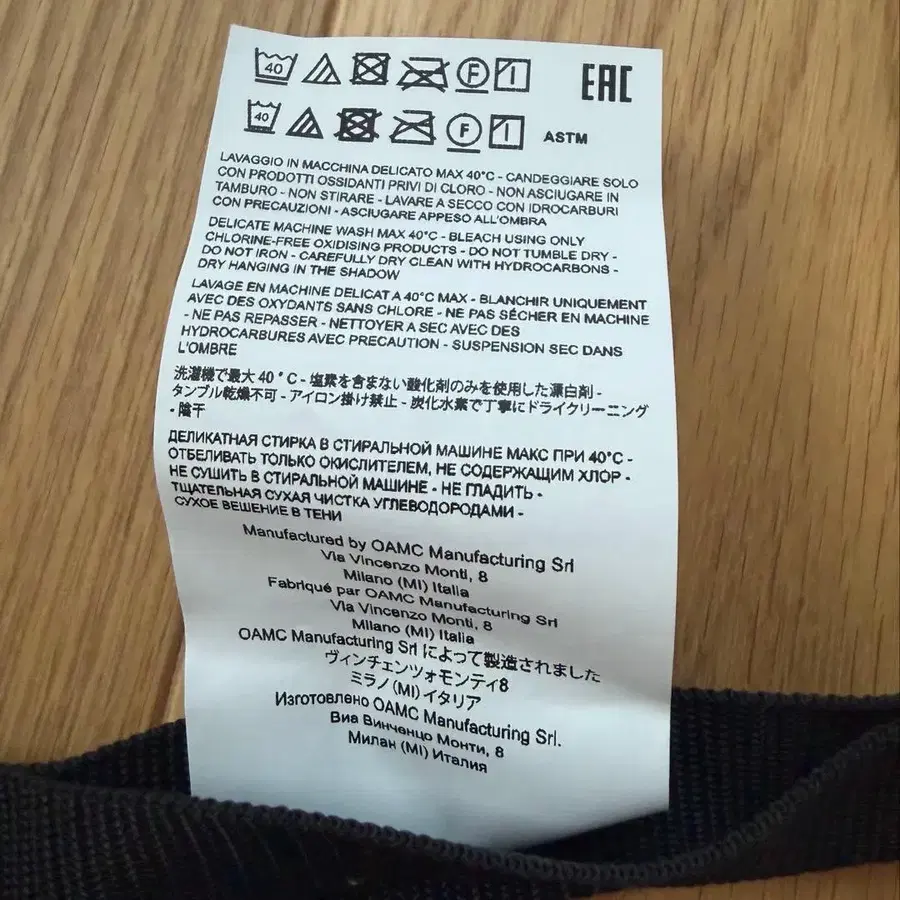 40 F EAC
40 F ASTM
LAVAGGIO IN MACCHINA DELICATO MAX 40°C - CANDEGGIARE SOLO
CON PRODOTTI OSSIDANTI PRIVI DI CLORO - NON ASCIUGARE IN
TAMBURO - NON STIRARE - LAVARE A SECCO CON IDROCARBURI
CON PRECAUZIONI - ASCIUGARE APPESO ALL'OMBRA
DELICATE MACHINE WASH MAX 40°C - BLEACH USING ONLY
CHLORINE-FREE OXIDISING PRODUCTS - DO NOT TUMBLE DRY -
DO NOT IRON - CAREFULLY DRY CLEAN WITH HYDROCARBONS -
DRY HANGING IN THE SHADOW
LAVAGE EN MACHINE DELICAT A 40°C MAX - BLANCHIR UNIQUEMENT
AVEC DES OXYDANTS SANS CHLORE - NE PAS SÉCHER EN MACHINE
- NE PAS REPASSER - NETTOYER A SEC AVEC DES
HYDROCARBURES AVEC PRECAUTION - SUSPENSION SEC DANS
L'OMBRE
洗濯機で最大 40 ° C - 塩素を含まない酸化剤のみを使用した漂白剤 -
タンブル乾燥不可 - アイロン掛け禁止 - 炭化水素で丁寧にドライクリーニング
- 陰干
ДЕЛИКАТНАЯ СТИРКА В СТИРАЛЬНОЙ МАШИНЕ МАКС ПРИ 40°C -
ОТБЕЛИВАТЬ ТОЛЬКО ОКИСЛИТЕЛЕМ, НЕ СОДЕРЖАЩИМ ХЛОР -
НЕ СУШИТЬ В СТИРАЛЬНОЙ МАШИНЕ - НЕ ГЛАДИТЬ -
ТЩАТЕЛЬНАЯ СУХАЯ ЧИСТКА УГЛЕВОДОРОДАМИ -
СУХОЕ ВЕШЕНИЕ В ТЕНИ
Manufactured by OAMC Manufacturing Srl
Via Vincenzo Monti, 8
Milano (MI) Italia
Fabriqué par OAMC Manufacturing Srl
Via Vincenzo Monti, 8
Milano (MI) Italia
OAMC Manufacturing Srl によって製造されました
ヴィンチェンツォモンティ8
ミラノ (MI) イタリア
Изготовлено OAMC Manufacturing Srl.
Виа Винченцо Монти, 8
Милан (MI) Италия